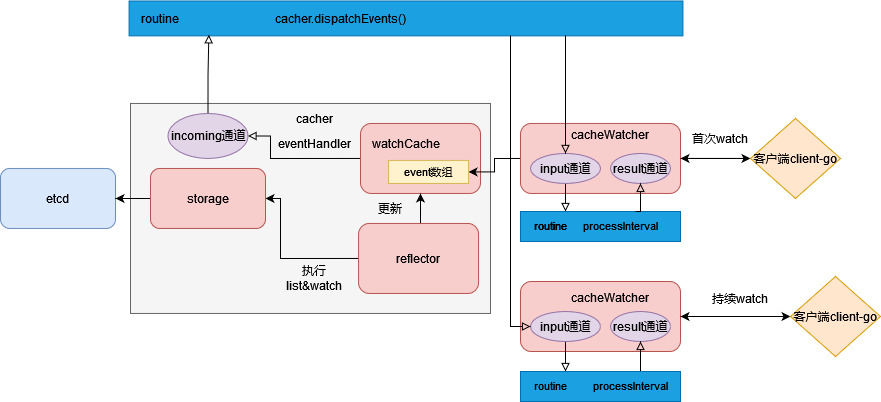 routine cacher.dispatchEvents()
cacher
incoming通道
eventHandler
watchCache
event数组
etcd
storage
更新
reflector
执行
list&watch
cacheWatcher
input通道
result通道
routine processInterval
首次watch
客户端client-go
cacheWatcher
input通道
result通道
routine processInterval
持续watch
客户端client-go